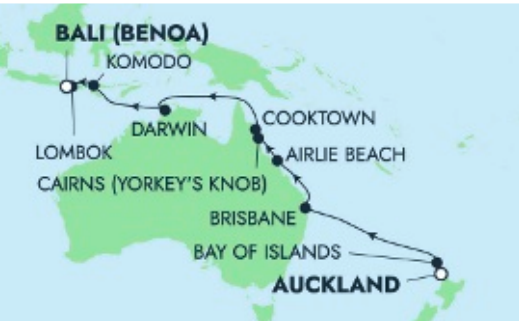 BALI (BENOA)
KOMODO
DARWIN
COOKTOWN
LOMBOK
AIRLIE BEACH
CAIRNS (YORKEY'S KNOB)
BRISBANE
BAY OF ISLANDS
AUCKLAND